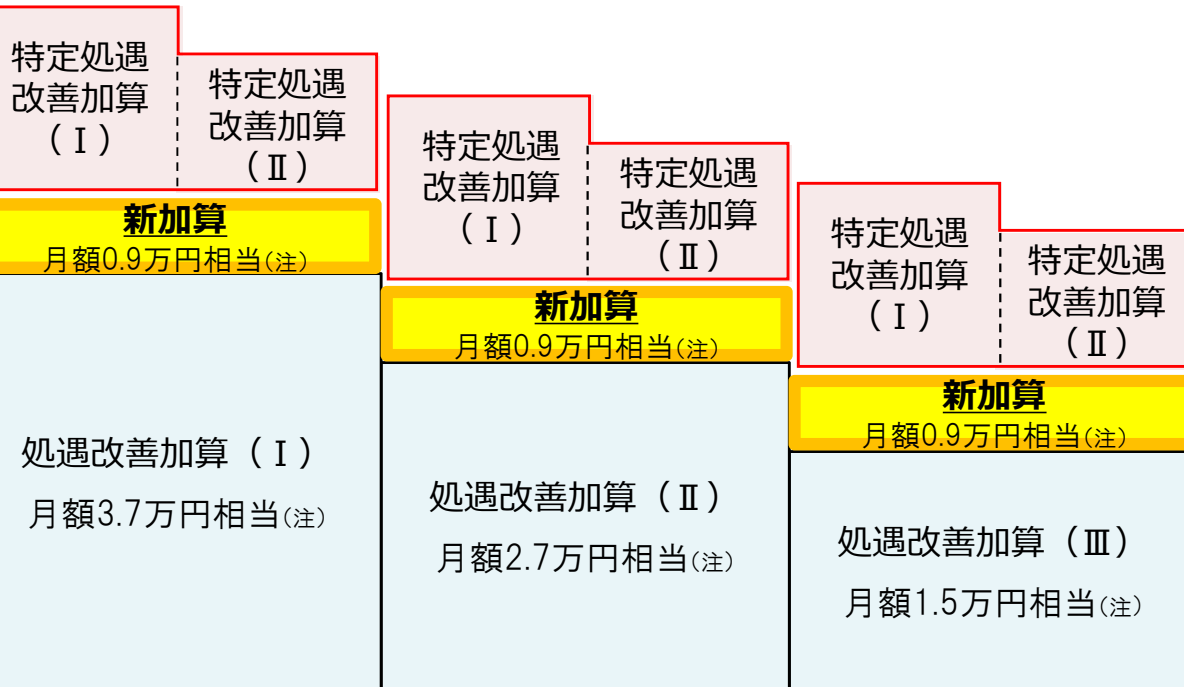 特定処遇
改善加算
（Ⅰ）
特定処遇
改善加算
（Ⅱ）
新加算
月額0.9万円相当(注)
処遇改善加算（Ⅰ）
月額3.7万円相当(注)
特定処遇
改善加算
（Ⅰ）
特定処遇
改善加算
（Ⅱ）
新加算
月額0.9万円相当(注)
処遇改善加算（Ⅱ）
月額2.7万円相当(注)
特定処遇
改善加算
（Ⅰ）
特定処遇
改善加算
（Ⅱ）
新加算
月額0.9万円相当(注)
処遇改善加算（Ⅲ）
月額1.5万円相当(注)